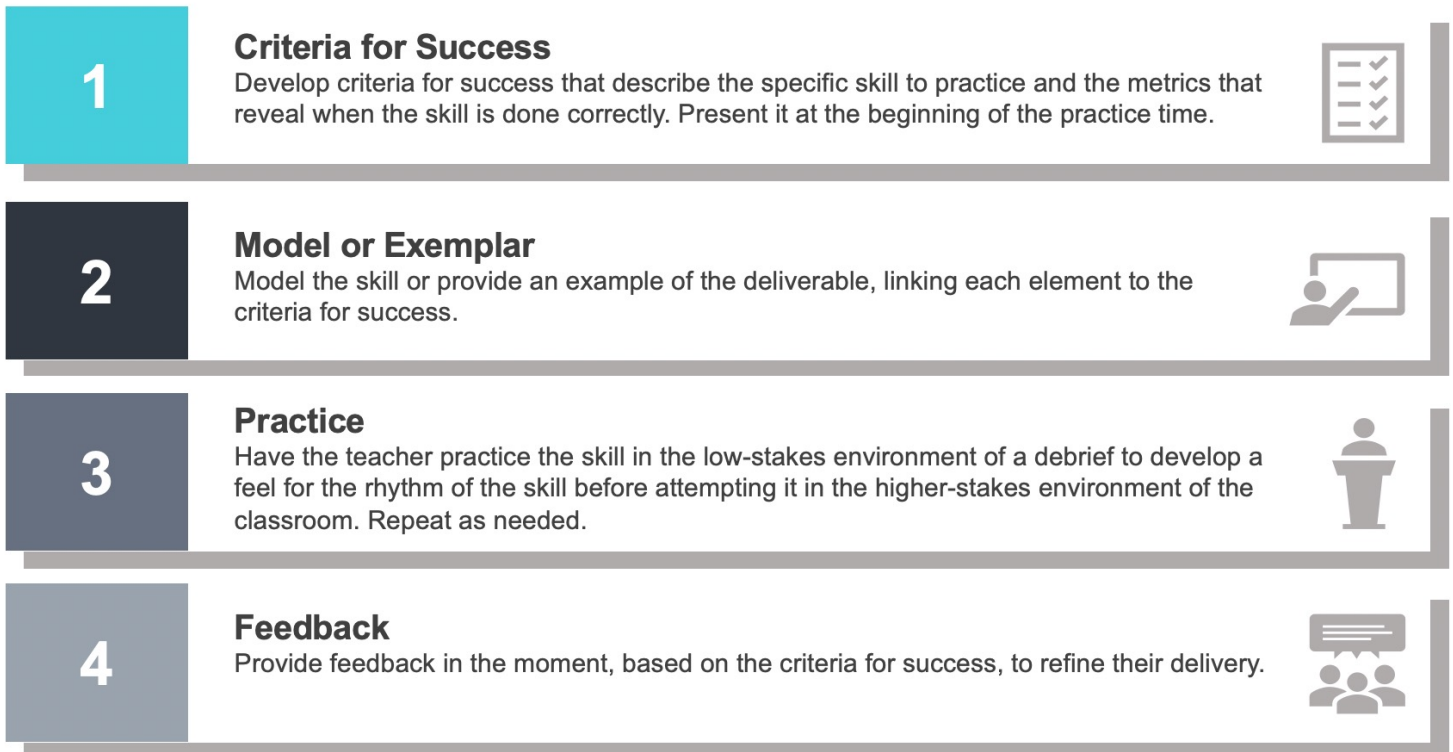 1
Criteria for Success
Develop criteria for success that describe the specific skill to practice and the metrics that
reveal when the skill is done correctly. Present it at the beginning of the practice time.
2
Model or Exemplar
Model the skill or provide an example of the deliverable, linking each element to the
criteria for success.
3
Practice
Have the teacher practice the skill in the low-stakes environment of a debrief to develop a
feel for the rhythm of the skill before attempting it in the higher-stakes environment of the
classroom. Repeat as needed.
4
Feedback
Provide feedback in the moment, based on the criteria for success, to refine their delivery.